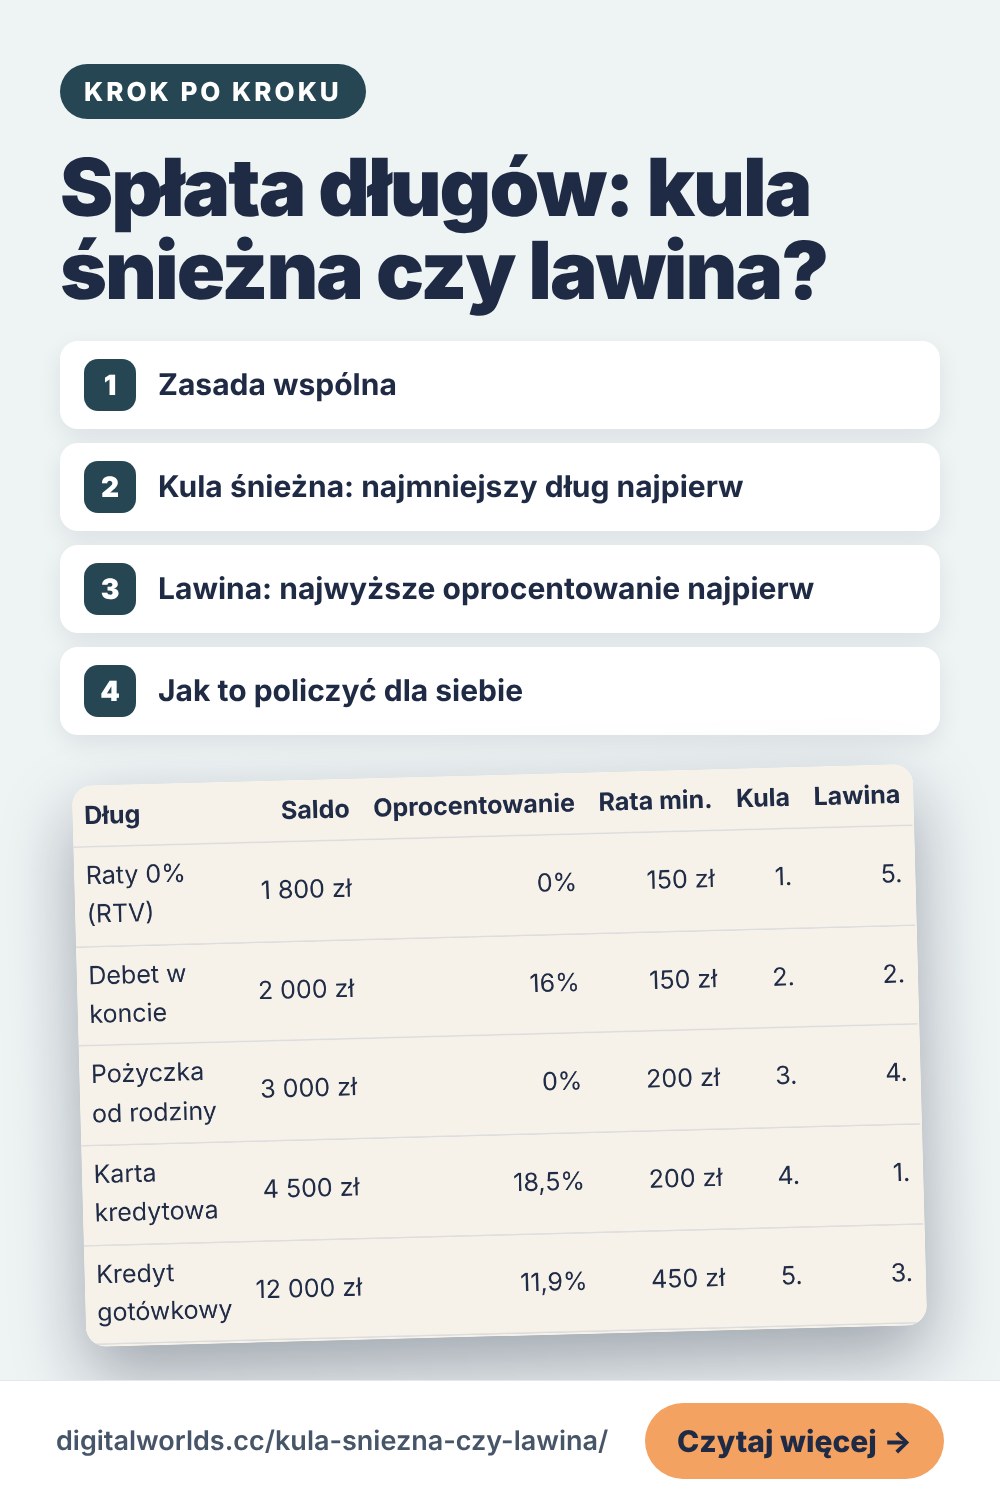 KROK PO KROKU
Spłata długów: kula
śnieżna czy lawina?
1 Zasada wspólna
2 Kula śnieżna: najmniejszy dług najpierw
3 Lawina: najwyższe oprocentowanie najpierw
4 Jak to policzyć dla siebie
Dług Saldo Oprocentowanie Rata min. Kula Lawina
Raty 0%
(RTV) 1 800 zł 0% 150 zł 1. 5.
Debet w
koncie 2 000 zł 16% 150 zł 2. 2.
Pożyczka
od rodziny 3 000 zł 0% 200 zł 3. 4.
Karta
kredytowa 4 500 zł 18,5% 200 zł 4. 1.
Kredyt
gotówkowy 12 000 zł 11,9% 450 zł 5. 3.
digitalworlds.cc/kula-sniezna-czy-lawina/
Czytaj więcej →